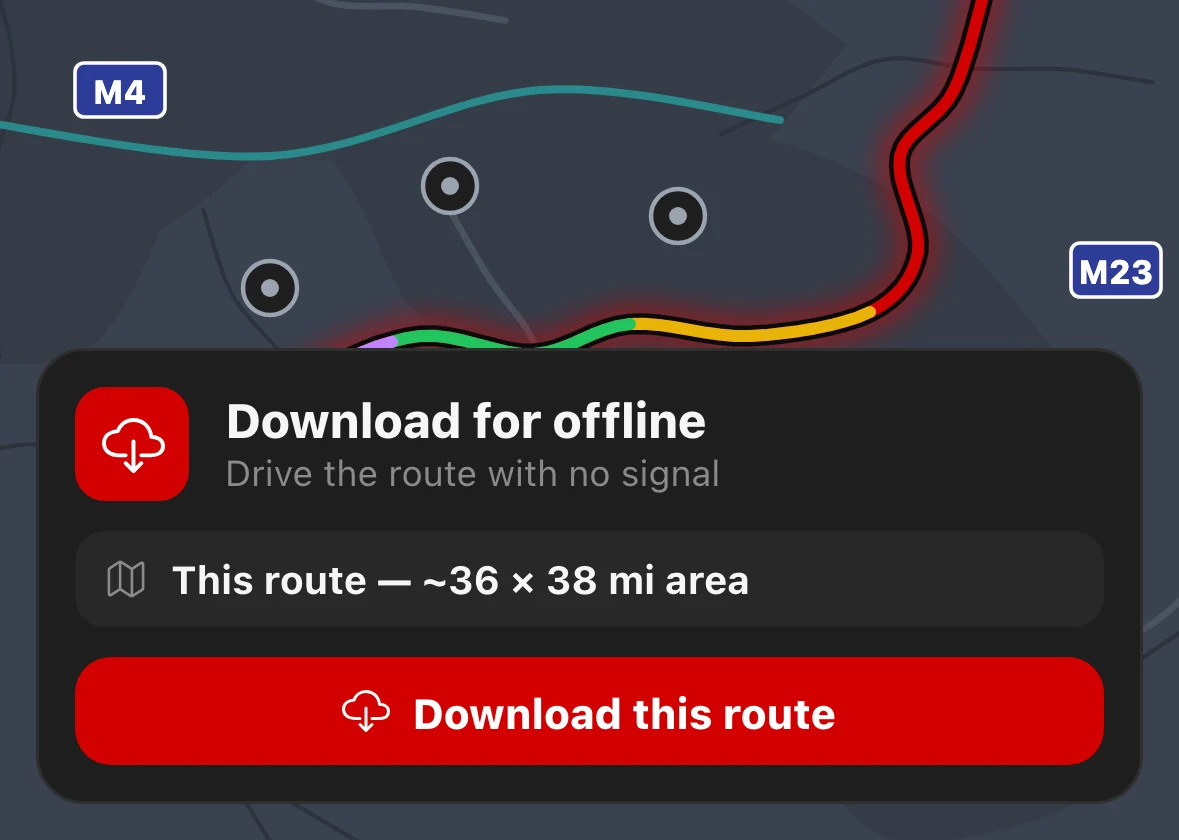 M4
M23
Download for offline
Drive the route with no signal
This route — ~36 × 38 mi area
Download this route